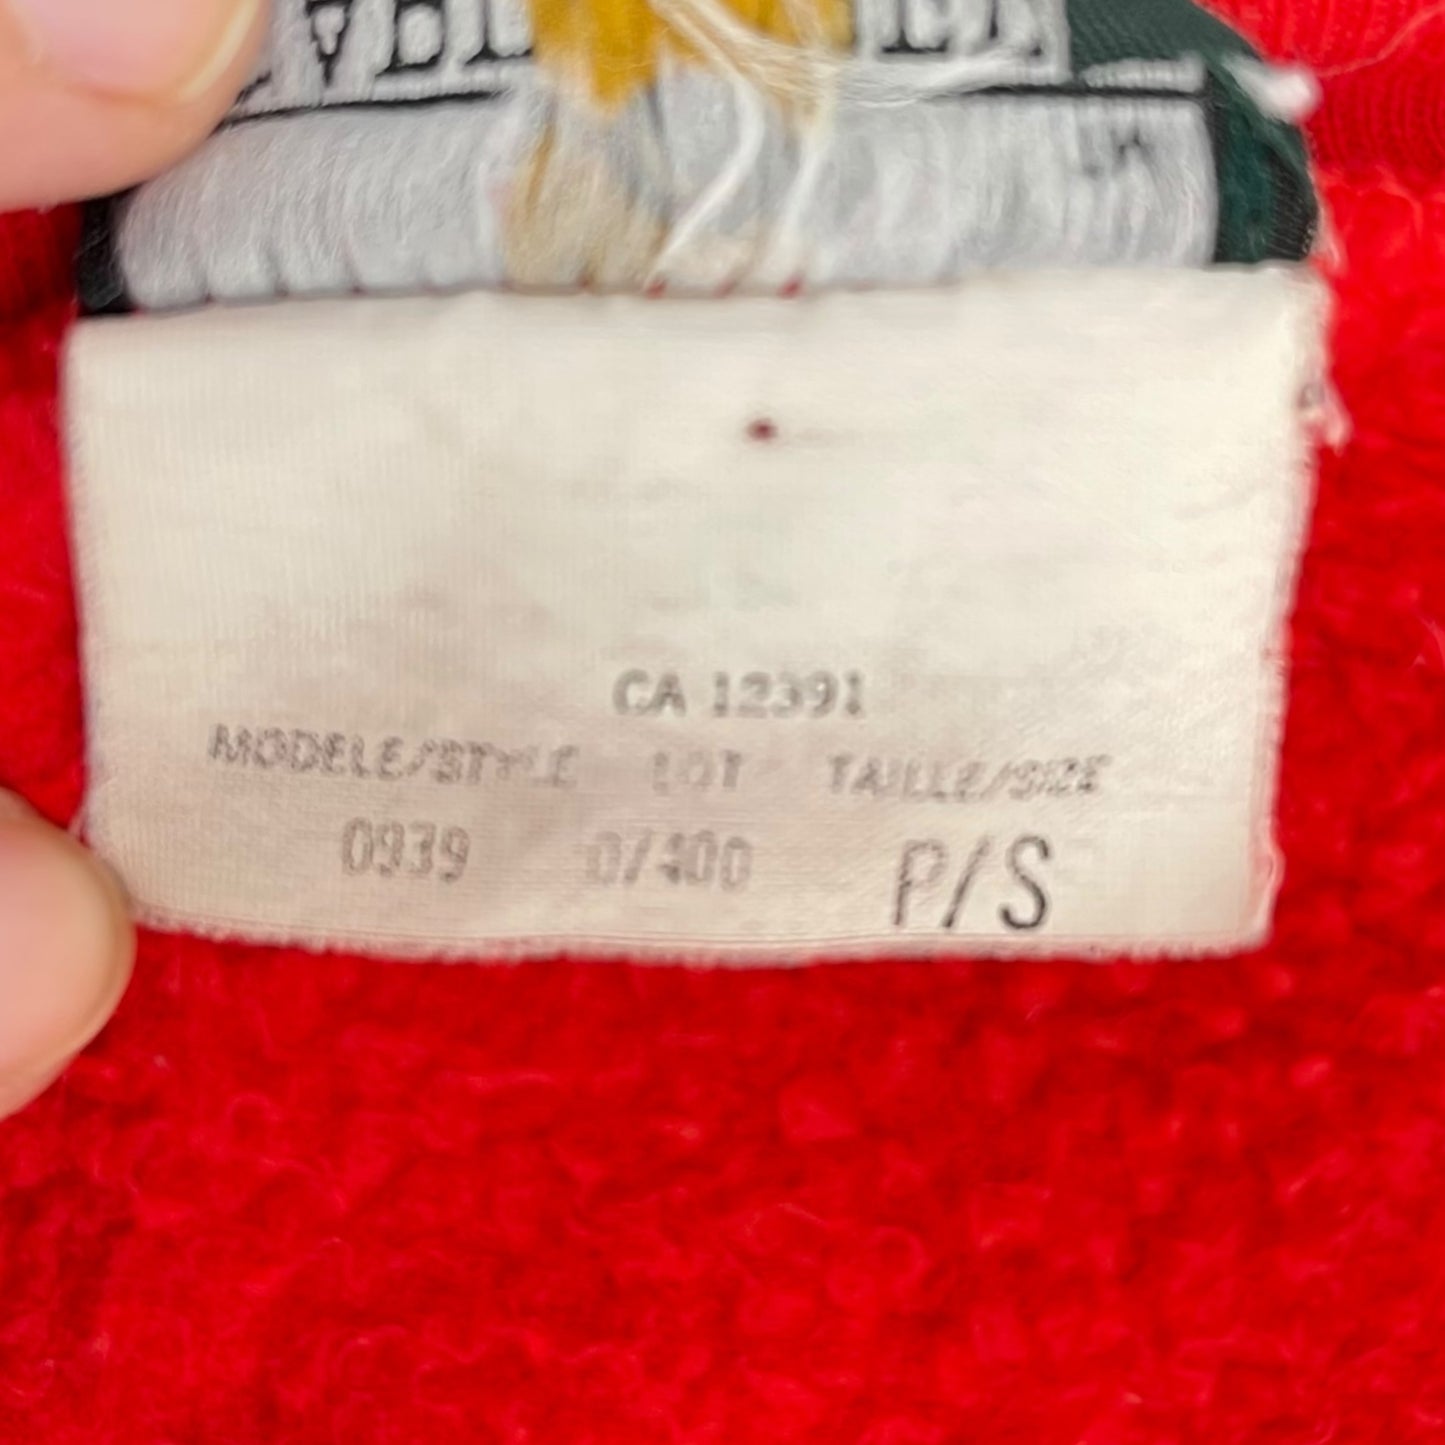 CA 12391
MODELE/STYLE LOT TAILLE/SIZE
0939 0/400 P/S